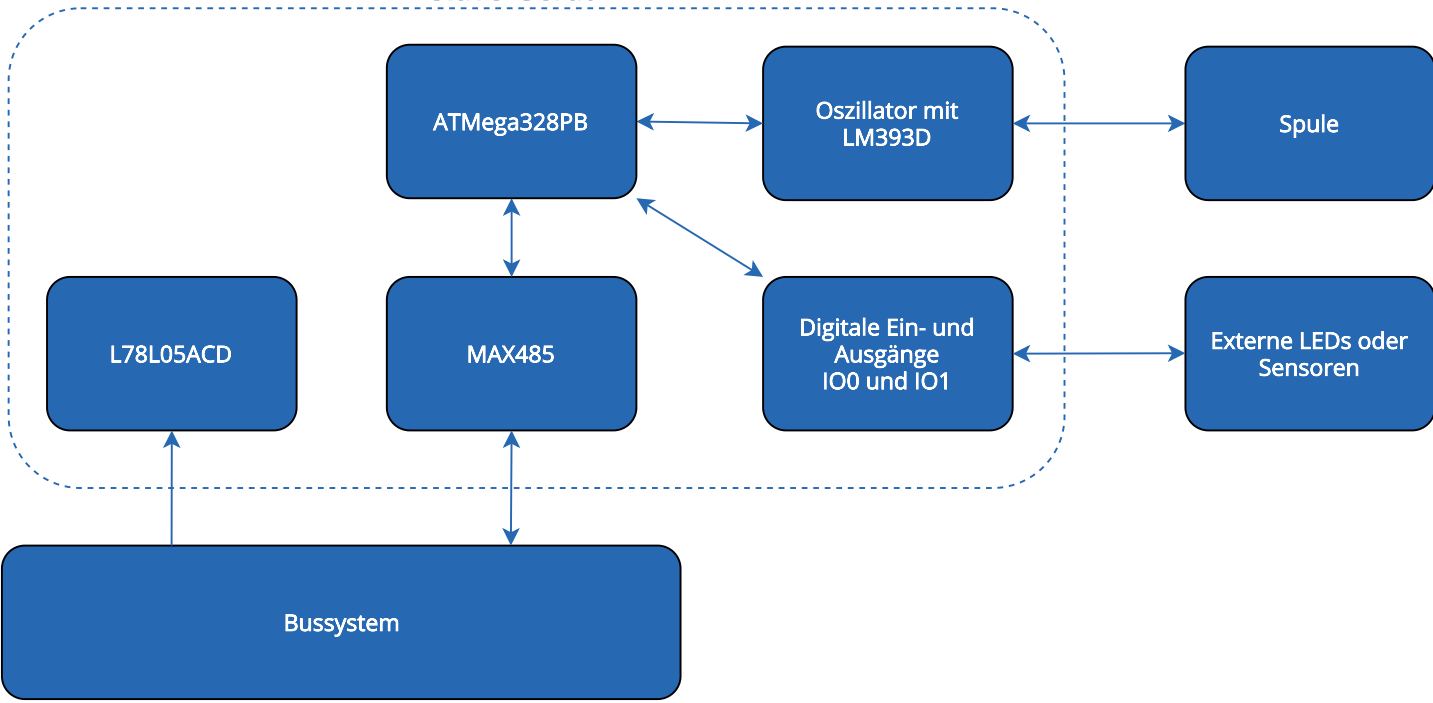 ATMega328PB
Oszillator mit
LM393D
Spule
L78L05ACD
MAX485
Digitale Ein- und
Ausgänge
IO0 und IO1
Externe LEDs oder
Sensoren
Bussystem